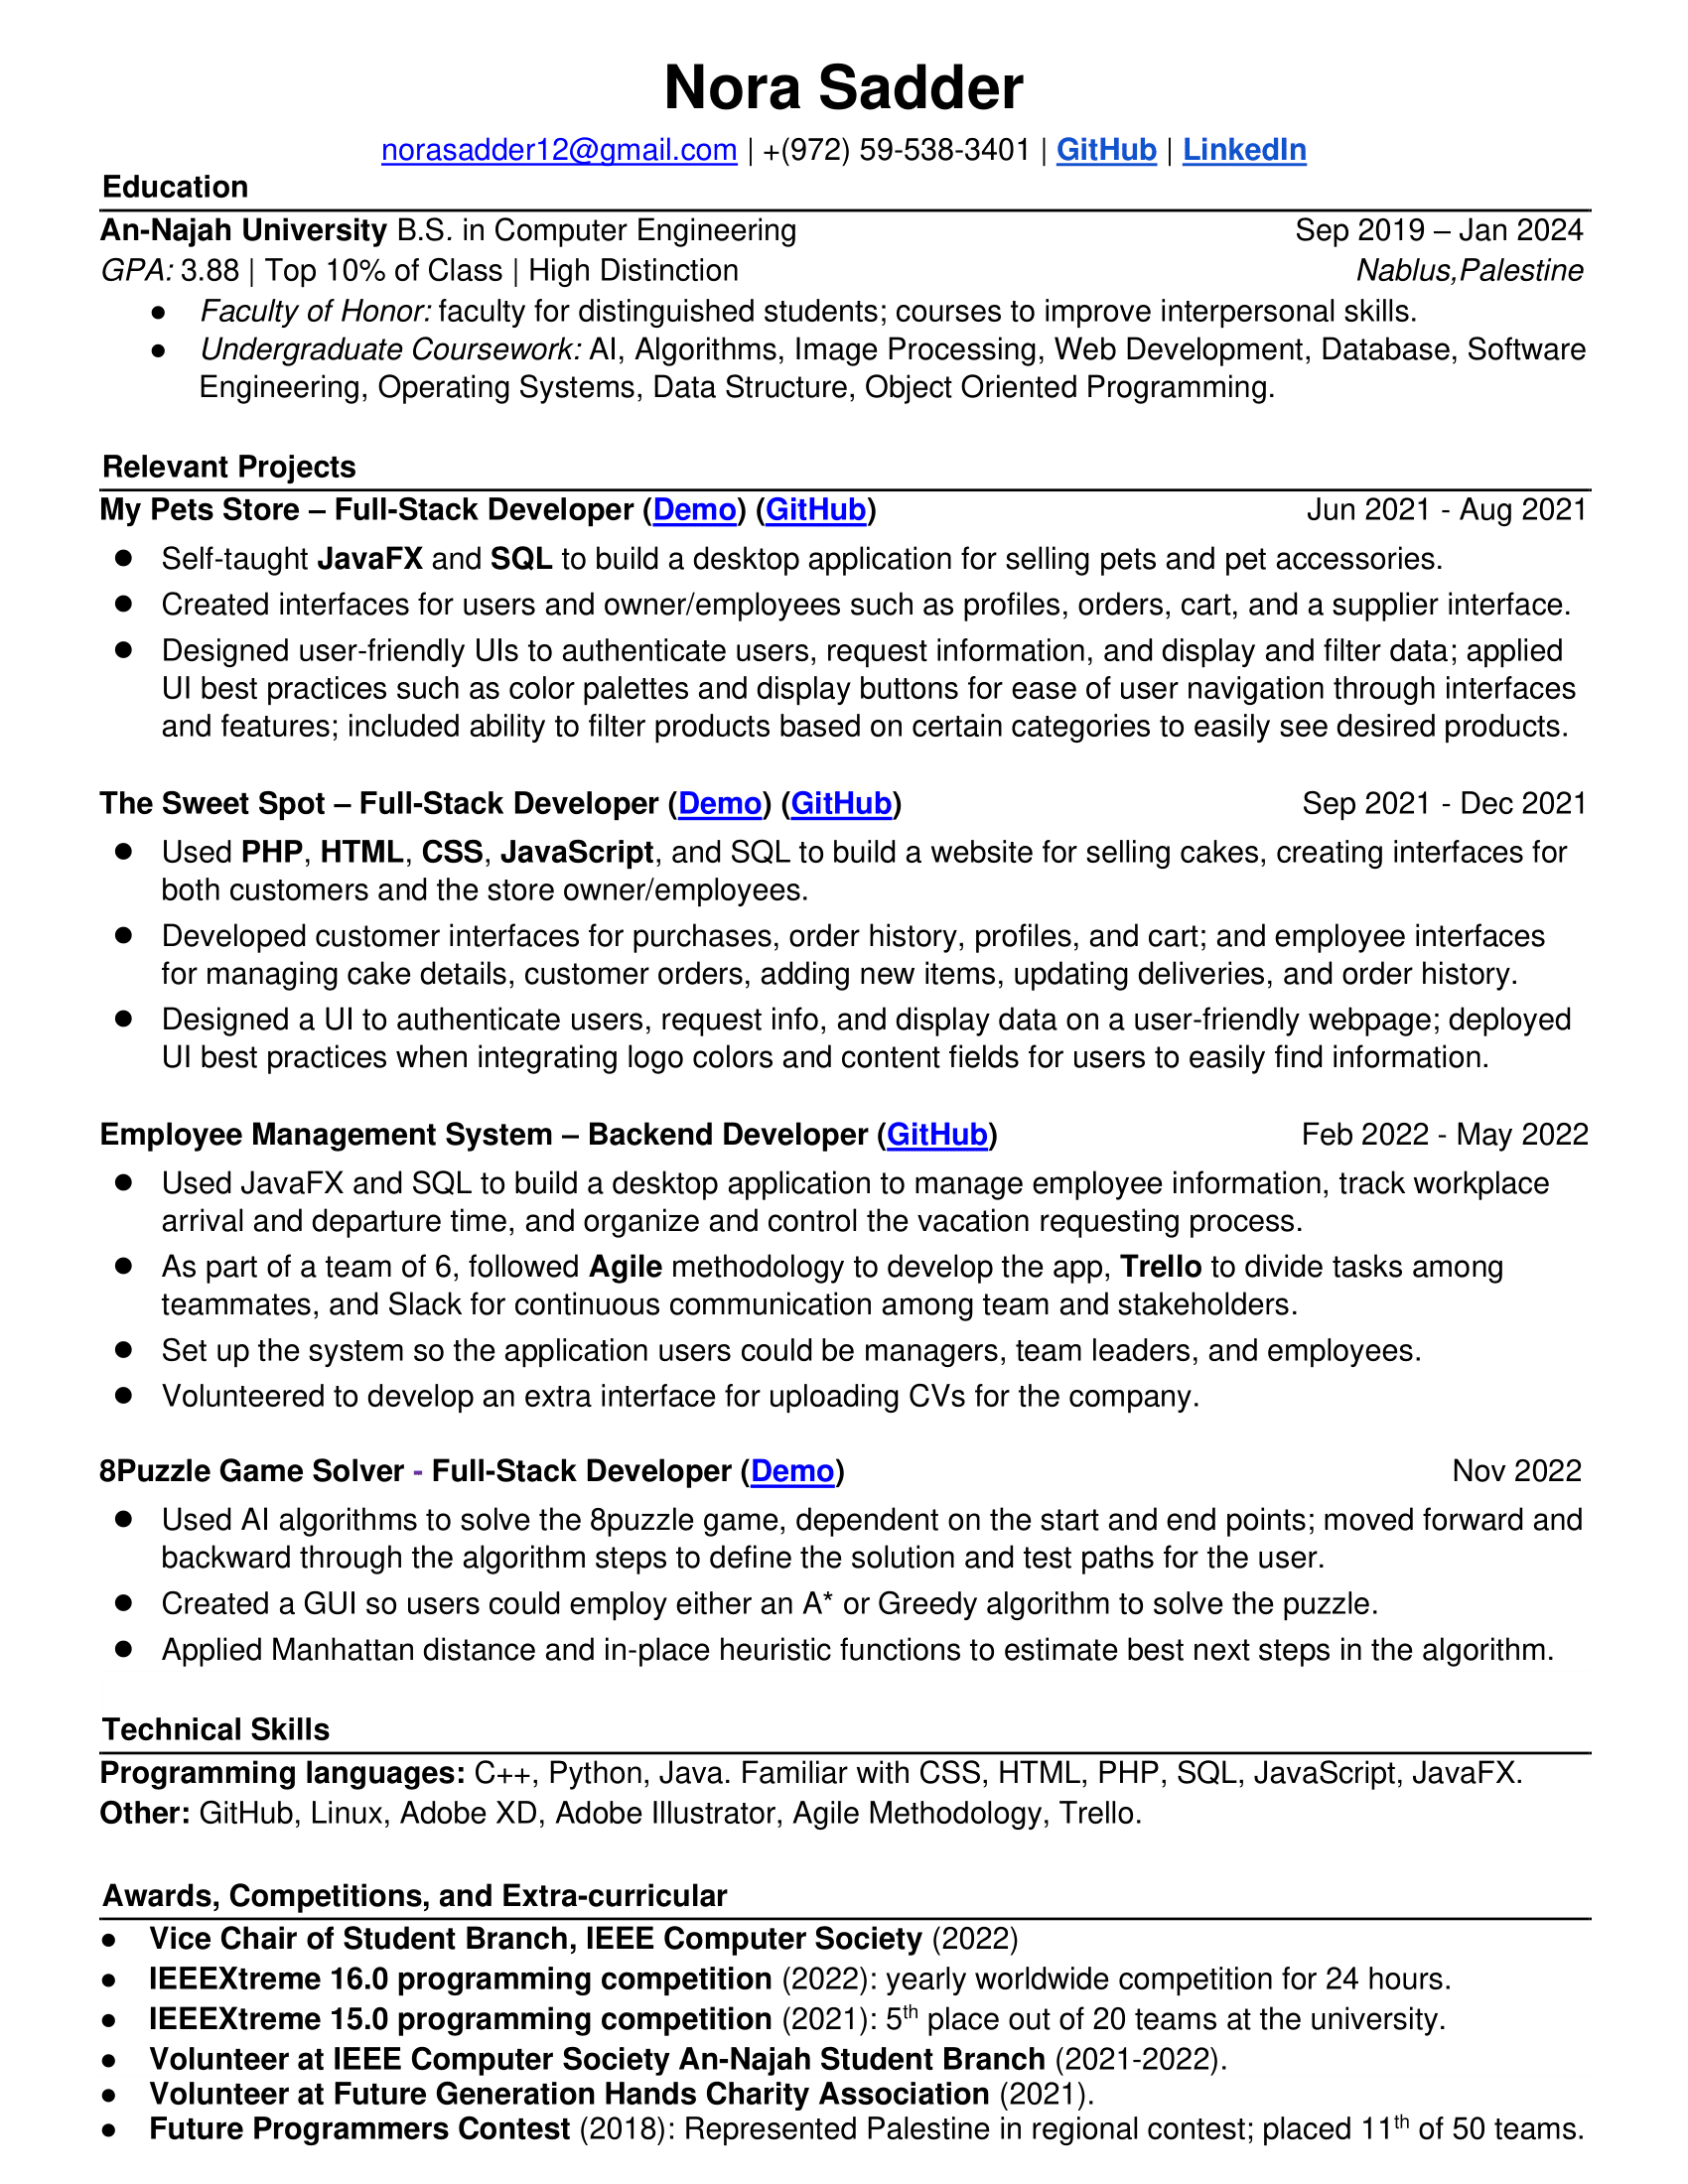 Nora Sadder
norasadder12@gmail.com | +(972) 59-538-3401 | GitHub | LinkedIn
Education
An-Najah University B.S. in Computer Engineering Sep 2019 – Jan 2024
GPA: 3.88 | Top 10% of Class | High Distinction Nablus,Palestine
● Faculty of Honor: faculty for distinguished students; courses to improve interpersonal skills.
● Undergraduate Coursework: AI, Algorithms, Image Processing, Web Development, Database, Software
Engineering, Operating Systems, Data Structure, Object Oriented Programming.
Relevant Projects
My Pets Store – Full-Stack Developer (Demo) (GitHub) Jun 2021 - Aug 2021
● Self-taught JavaFX and SQL to build a desktop application for selling pets and pet accessories.
● Created interfaces for users and owner/employees such as profiles, orders, cart, and a supplier interface.
● Designed user-friendly UIs to authenticate users, request information, and display and filter data; applied
UI best practices such as color palettes and display buttons for ease of user navigation through interfaces
and features; included ability to filter products based on certain categories to easily see desired products.
The Sweet Spot – Full-Stack Developer (Demo) (GitHub) Sep 2021 - Dec 2021
● Used PHP, HTML, CSS, JavaScript, and SQL to build a website for selling cakes, creating interfaces for
both customers and the store owner/employees.
● Developed customer interfaces for purchases, order history, profiles, and cart; and employee interfaces
for managing cake details, customer orders, adding new items, updating deliveries, and order history.
● Designed a UI to authenticate users, request info, and display data on a user-friendly webpage; deployed
UI best practices when integrating logo colors and content fields for users to easily find information.
Employee Management System – Backend Developer (GitHub) Feb 2022 - May 2022
● Used JavaFX and SQL to build a desktop application to manage employee information, track workplace
arrival and departure time, and organize and control the vacation requesting process.
● As part of a team of 6, followed Agile methodology to develop the app, Trello to divide tasks among
teammates, and Slack for continuous communication among team and stakeholders.
● Set up the system so the application users could be managers, team leaders, and employees.
● Volunteered to develop an extra interface for uploading CVs for the company.
8Puzzle Game Solver - Full-Stack Developer (Demo) Nov 2022
● Used AI algorithms to solve the 8puzzle game, dependent on the start and end points; moved forward and
backward through the algorithm steps to define the solution and test paths for the user.
● Created a GUI so users could employ either an A* or Greedy algorithm to solve the puzzle.
● Applied Manhattan distance and in-place heuristic functions to estimate best next steps in the algorithm.
Technical Skills
Programming languages: C++, Python, Java. Familiar with CSS, HTML, PHP, SQL, JavaScript, JavaFX.
Other: GitHub, Linux, Adobe XD, Adobe Illustrator, Agile Methodology, Trello.
Awards, Competitions, and Extra-curricular
● Vice Chair of Student Branch, IEEE Computer Society (2022)
● IEEEXtreme 16.0 programming competition (2022): yearly worldwide competition for 24 hours.
● IEEEXtreme 15.0 programming competition (2021): 5th place out of 20 teams at the university.
● Volunteer at IEEE Computer Society An-Najah Student Branch (2021-2022).
● Volunteer at Future Generation Hands Charity Association (2021).
● Future Programmers Contest (2018): Represented Palestine in regional contest; placed 11th of 50 teams.